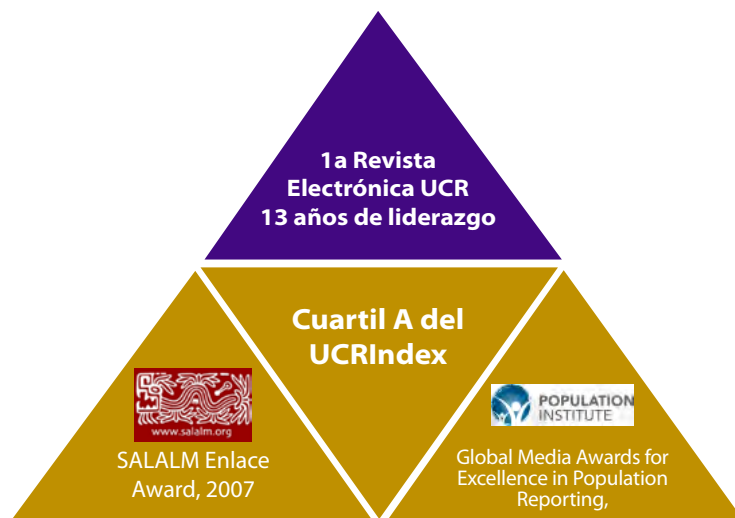 1a Revista
Electrónica UCR
13 años de liderazgo
Cuartil A del
UCRIndex
www.salalm.org
SALALM Enlace
Award, 2007
POPULATION
INSTITUTE
Global Media Awards for
Excellence in Population
Reporting,